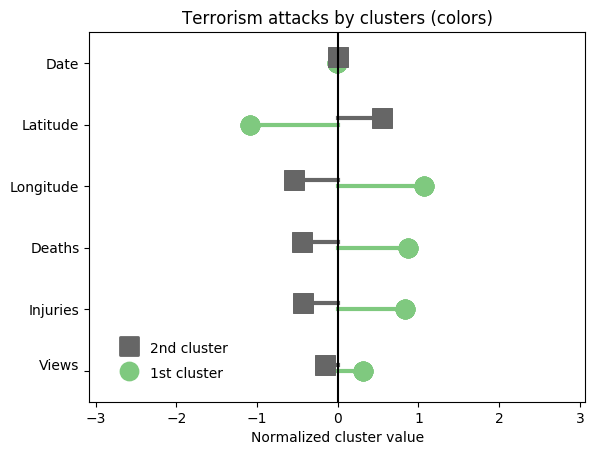 Terrorism attacks by clusters (colors)
Date
Latitude
Longitude
Deaths
Injuries
Views
2nd cluster
1st cluster
−3 −2 −1 0 1 2 3
Normalized cluster value